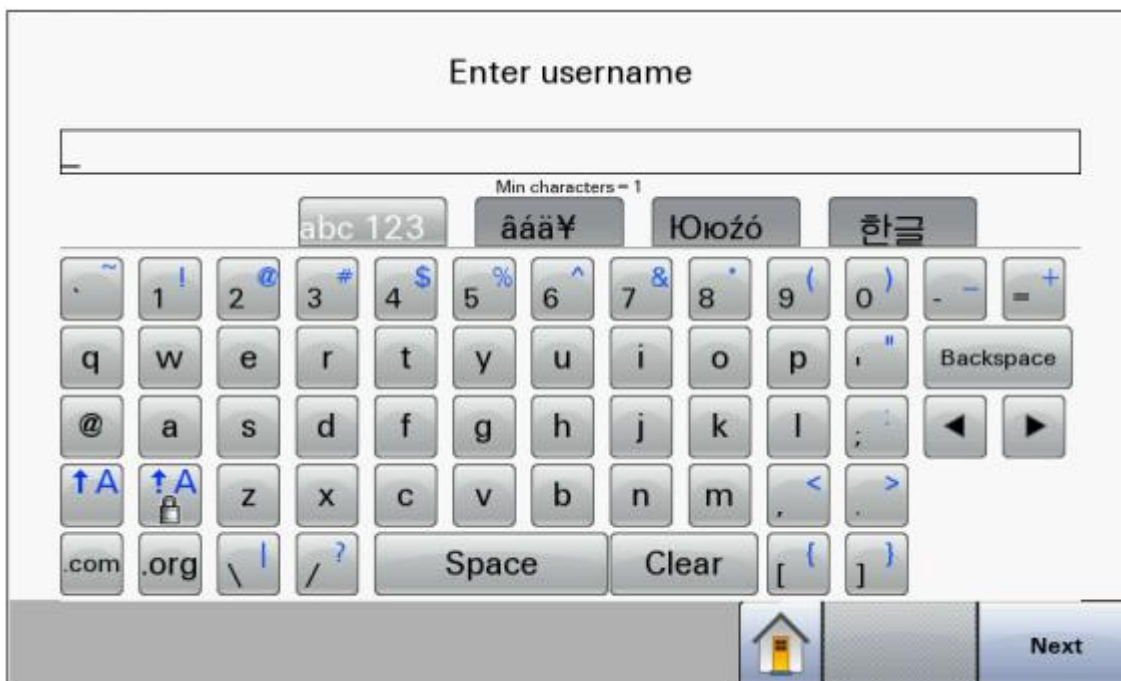 Enter username
_
Min characters = 1
abc 123 âáä¥ Ююźó 한글
` ~ 1 ! 2 @ 3 # 4 $ 5 % 6 ^ 7 & 8 * 9 ( 0 ) - _ = +
q w e r t y u i o p ' " Backspace
@ a s d f g h j k l ; : ◀ ▶
↑A ↑A z x c v b n m , < . >
.com .org \ | / ? Space Clear [ { ] }
Next